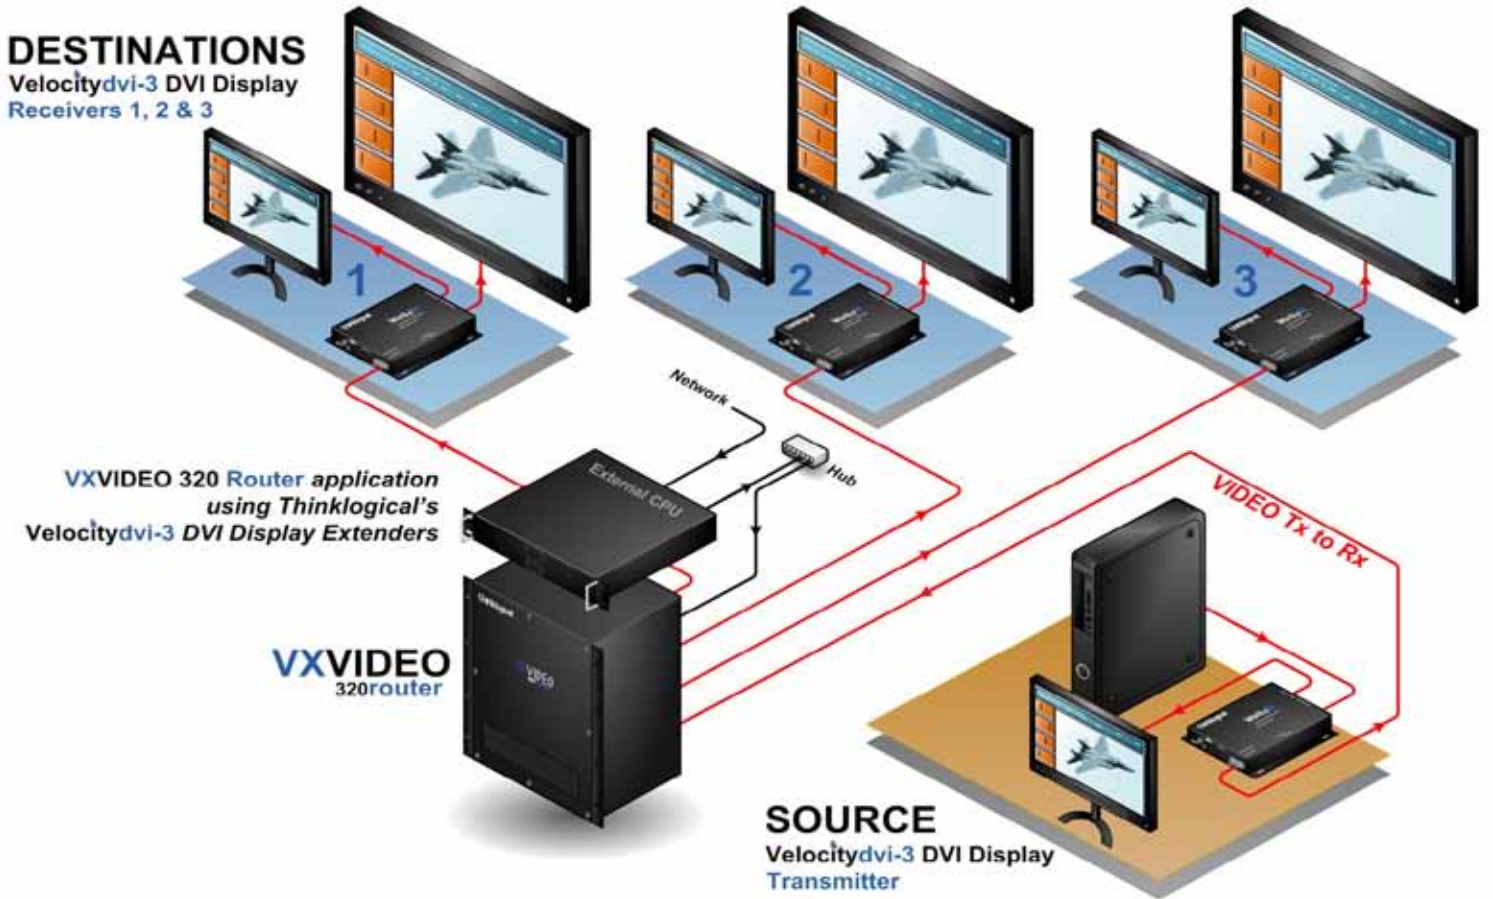 DESTINATIONS
Velocitydvi-3 DVI Display
Receivers 1, 2 & 3
1
2
3
Network
Hub
External CPU
VXVIDEO 320 Router application
using Thinklogical's
Velocitydvi-3 DVI Display Extenders
VIDEO Tx to Rx
VXVIDEO
320router
VXVIDEO
SOURCE
Velocitydvi-3 DVI Display
Transmitter